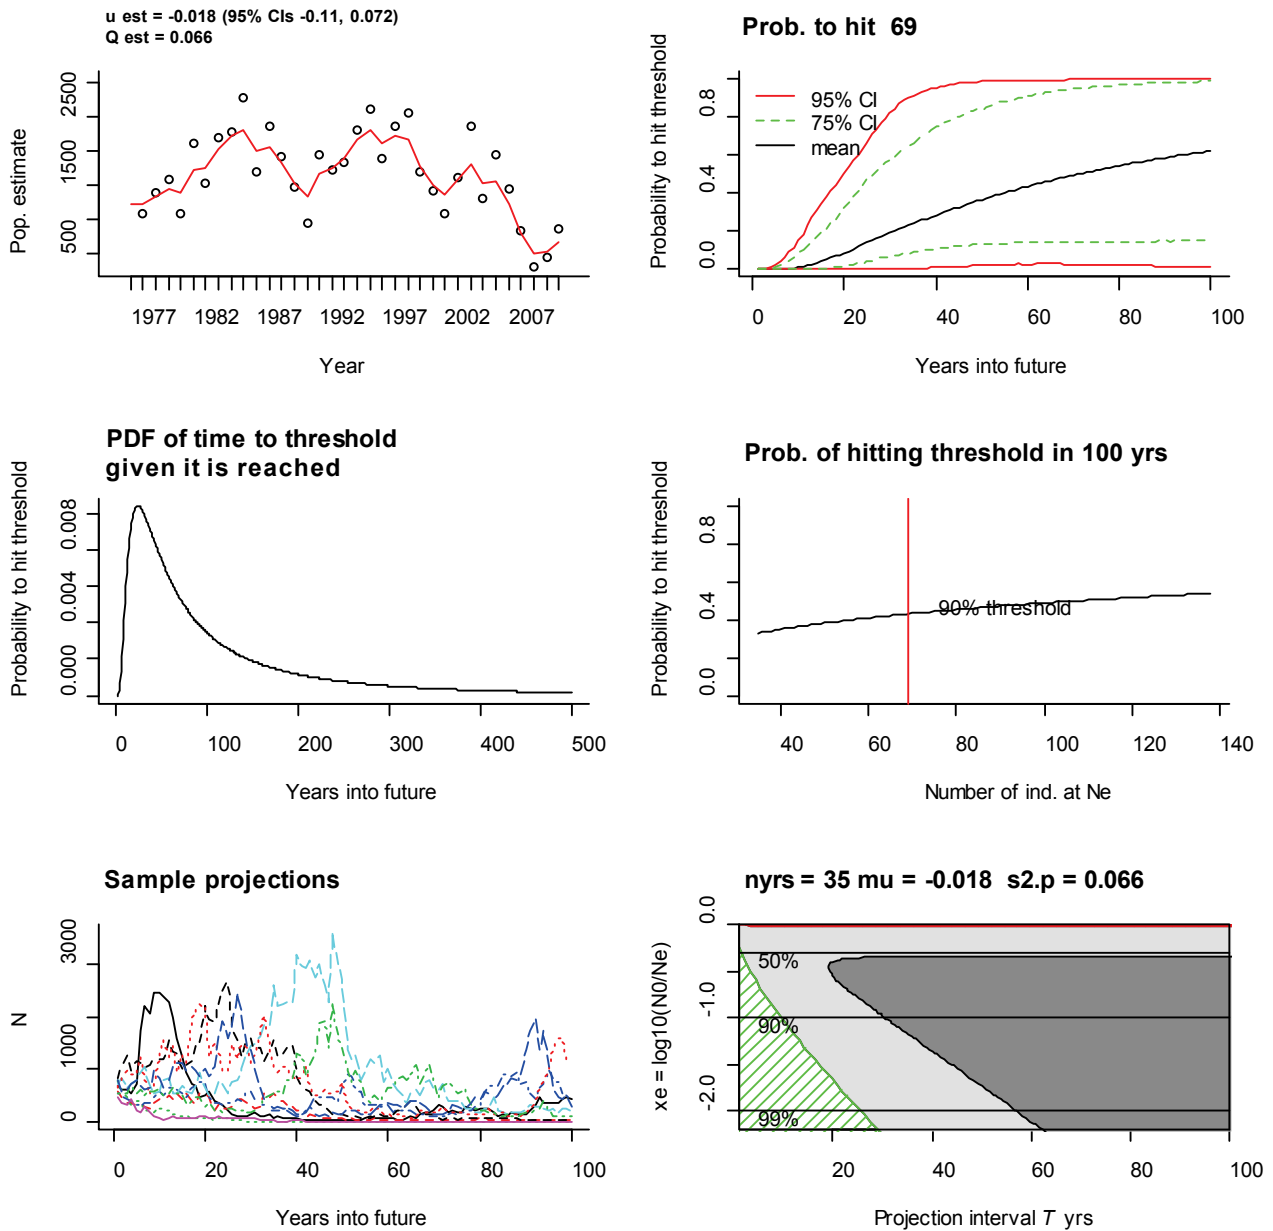 u est = -0.018 (95% CIs -0.11, 0.072)
Q est = 0.066
Pop. estimate
500
1500
2500
1977
1982
1987
1992
1997
2002
2007
Year
Prob. to hit 69
Probability to hit threshold
0.0
0.4
0.8
95% CI
75% CI
mean
0
20
40
60
80
100
Years into future
PDF of time to threshold
given it is reached
Probability to hit threshold
0.000
0.004
0.008
0
100
200
300
400
500
Years into future
Prob. of hitting threshold in 100 yrs
Probability to hit threshold
0.0
0.4
0.8
90% threshold
40
60
80
100
120
140
Number of ind. at Ne
Sample projections
N
0
1000
3000
0
20
40
60
80
100
Years into future
nyrs = 35 mu = -0.018 s2.p = 0.066
xe = log10(N0/Ne)
-2.0
-1.0
0.0
50%
90%
99%
20
40
60
80
100
Projection interval T yrs